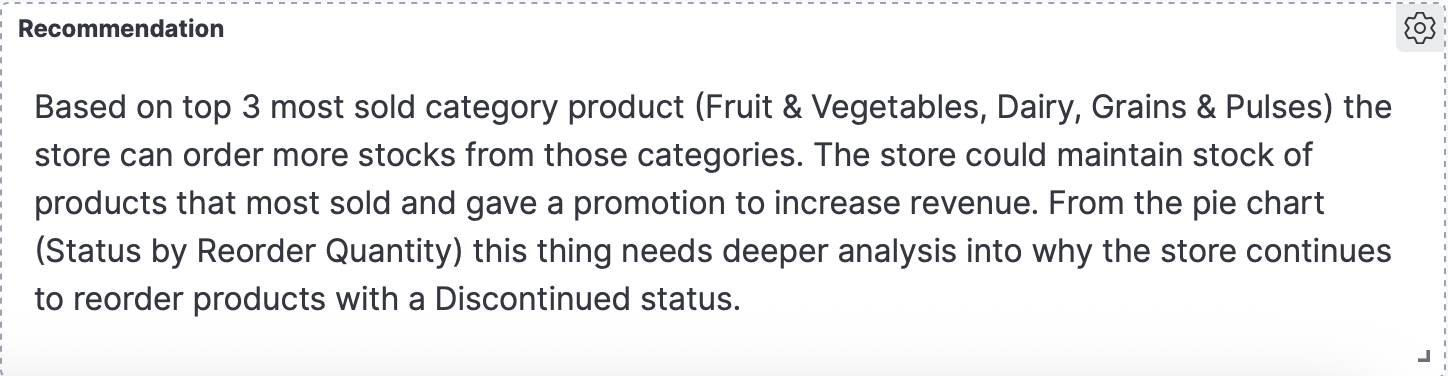 Recommendation
Based on top 3 most sold category product (Fruit & Vegetables, Dairy, Grains & Pulses) the
store can order more stocks from those categories. The store could maintain stock of
products that most sold and gave a promotion to increase revenue. From the pie chart
(Status by Reorder Quantity) this thing needs deeper analysis into why the store continues
to reorder products with a Discontinued status.